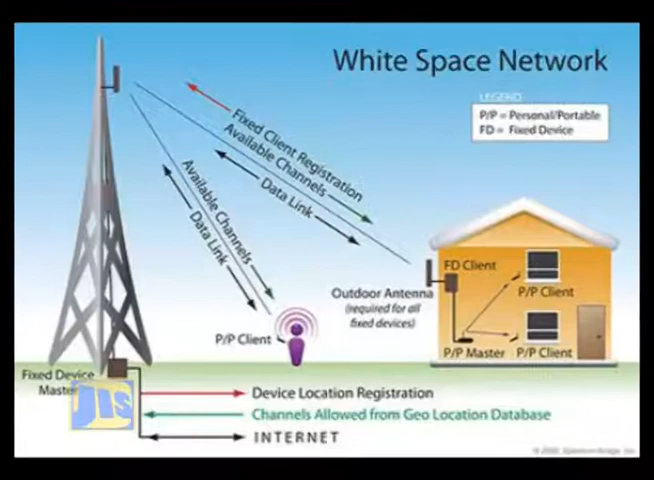 White Space Network
LEGEND
P/P = Personal/Portable
FD = Fixed Device
Fixed Client Registration
Available Channels
Data Link
Available Channels
Data Link
FD Client
Outdoor Antenna
(required for all
fixed devices)
P/P Client
P/P Client
P/P Master
P/P Client
Fixed Device
Master
JIS
Device Location Registration
Channels Allowed from Geo Location Database
INTERNET